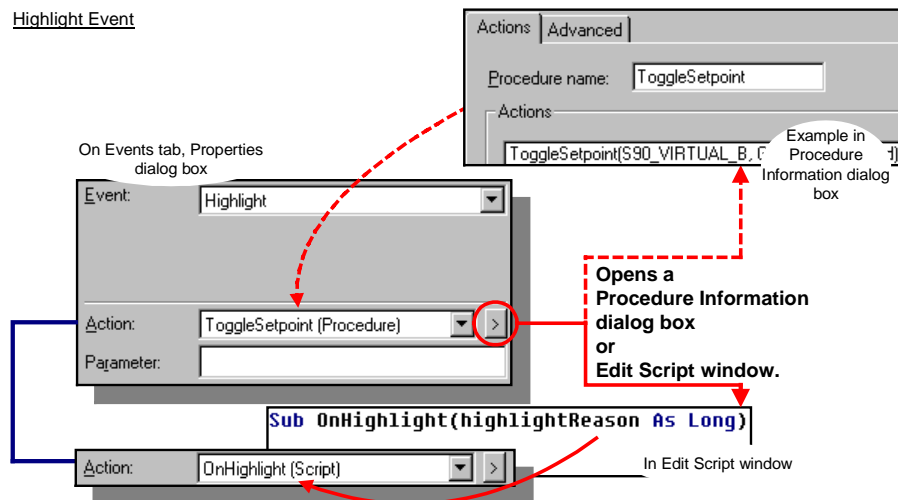 Highlight Event
Actions Advanced
Procedure name: ToggleSetpoint
Actions
ToggleSetpoint(S90_VIRTUAL_B,
Example in
Procedure
Information dialog
box
On Events tab, Properties
dialog box
Event: Highlight
Action: ToggleSetpoint (Procedure) >
Parameter:
Opens a
Procedure Information
dialog box
or
Edit Script window.
Sub OnHighlight(highlightReason As Long)
In Edit Script window
Action: OnHighlight (Script) >